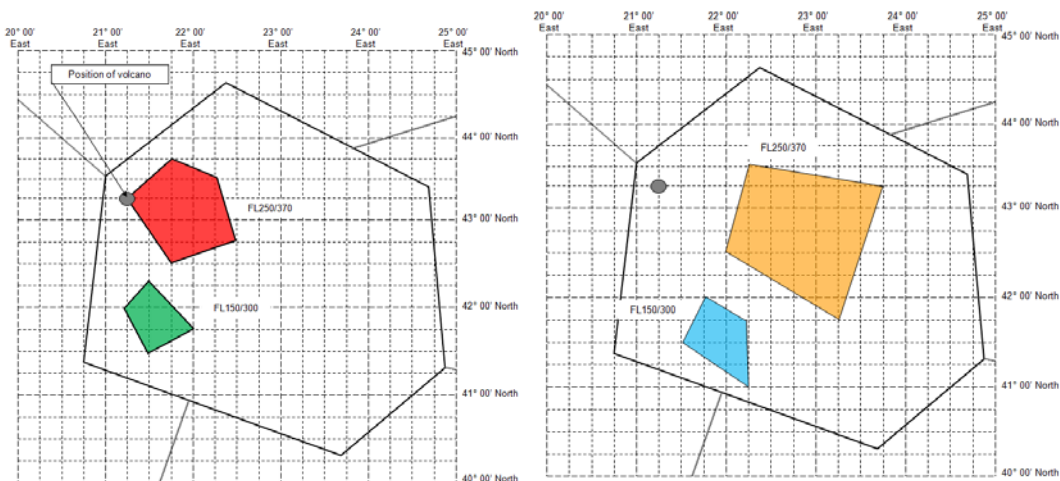 20° 00'
East
21° 00'
East
22° 00'
East
23° 00'
East
24° 00'
East
25° 00'
East
45° 00' North
Position of volcano
44° 00' North
43° 00' North
FL250/370
42° 00' North
FL150/300
41° 00' North
40° 00' North
20° 00'
East
21° 00'
East
22° 00'
East
23° 00'
East
24° 00'
East
25° 00'
East
45° 00' North
44° 00' North
FL250/370
43° 00' North
42° 00' North
FL150/300
41° 00' North
40° 00' North